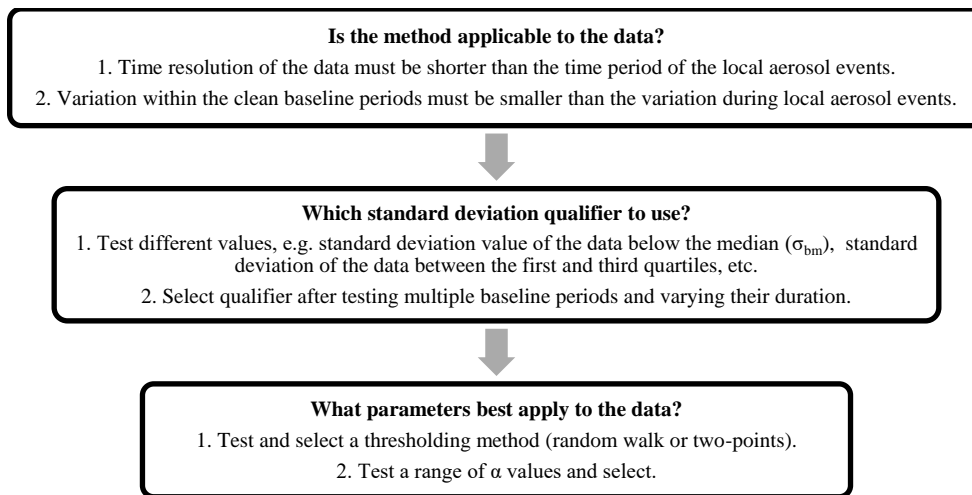 Is the method applicable to the data?
1. Time resolution of the data must be shorter than the time period of the local aerosol events.
2. Variation within the clean baseline periods must be smaller than the variation during local aerosol events.
Which standard deviation qualifier to use?
1. Test different values, e.g. standard deviation value of the data below the median (σbm), standard
deviation of the data between the first and third quartiles, etc.
2. Select qualifier after testing multiple baseline periods and varying their duration.
What parameters best apply to the data?
1. Test and select a thresholding method (random walk or two-points).
2. Test a range of α values and select.